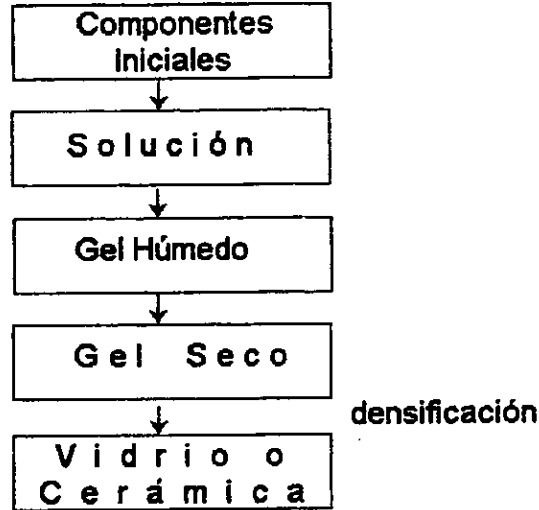 Componentes
Iniciales
Solución
Gel Húmedo
Gel Seco
densificación
Vidrio o
Cerámica